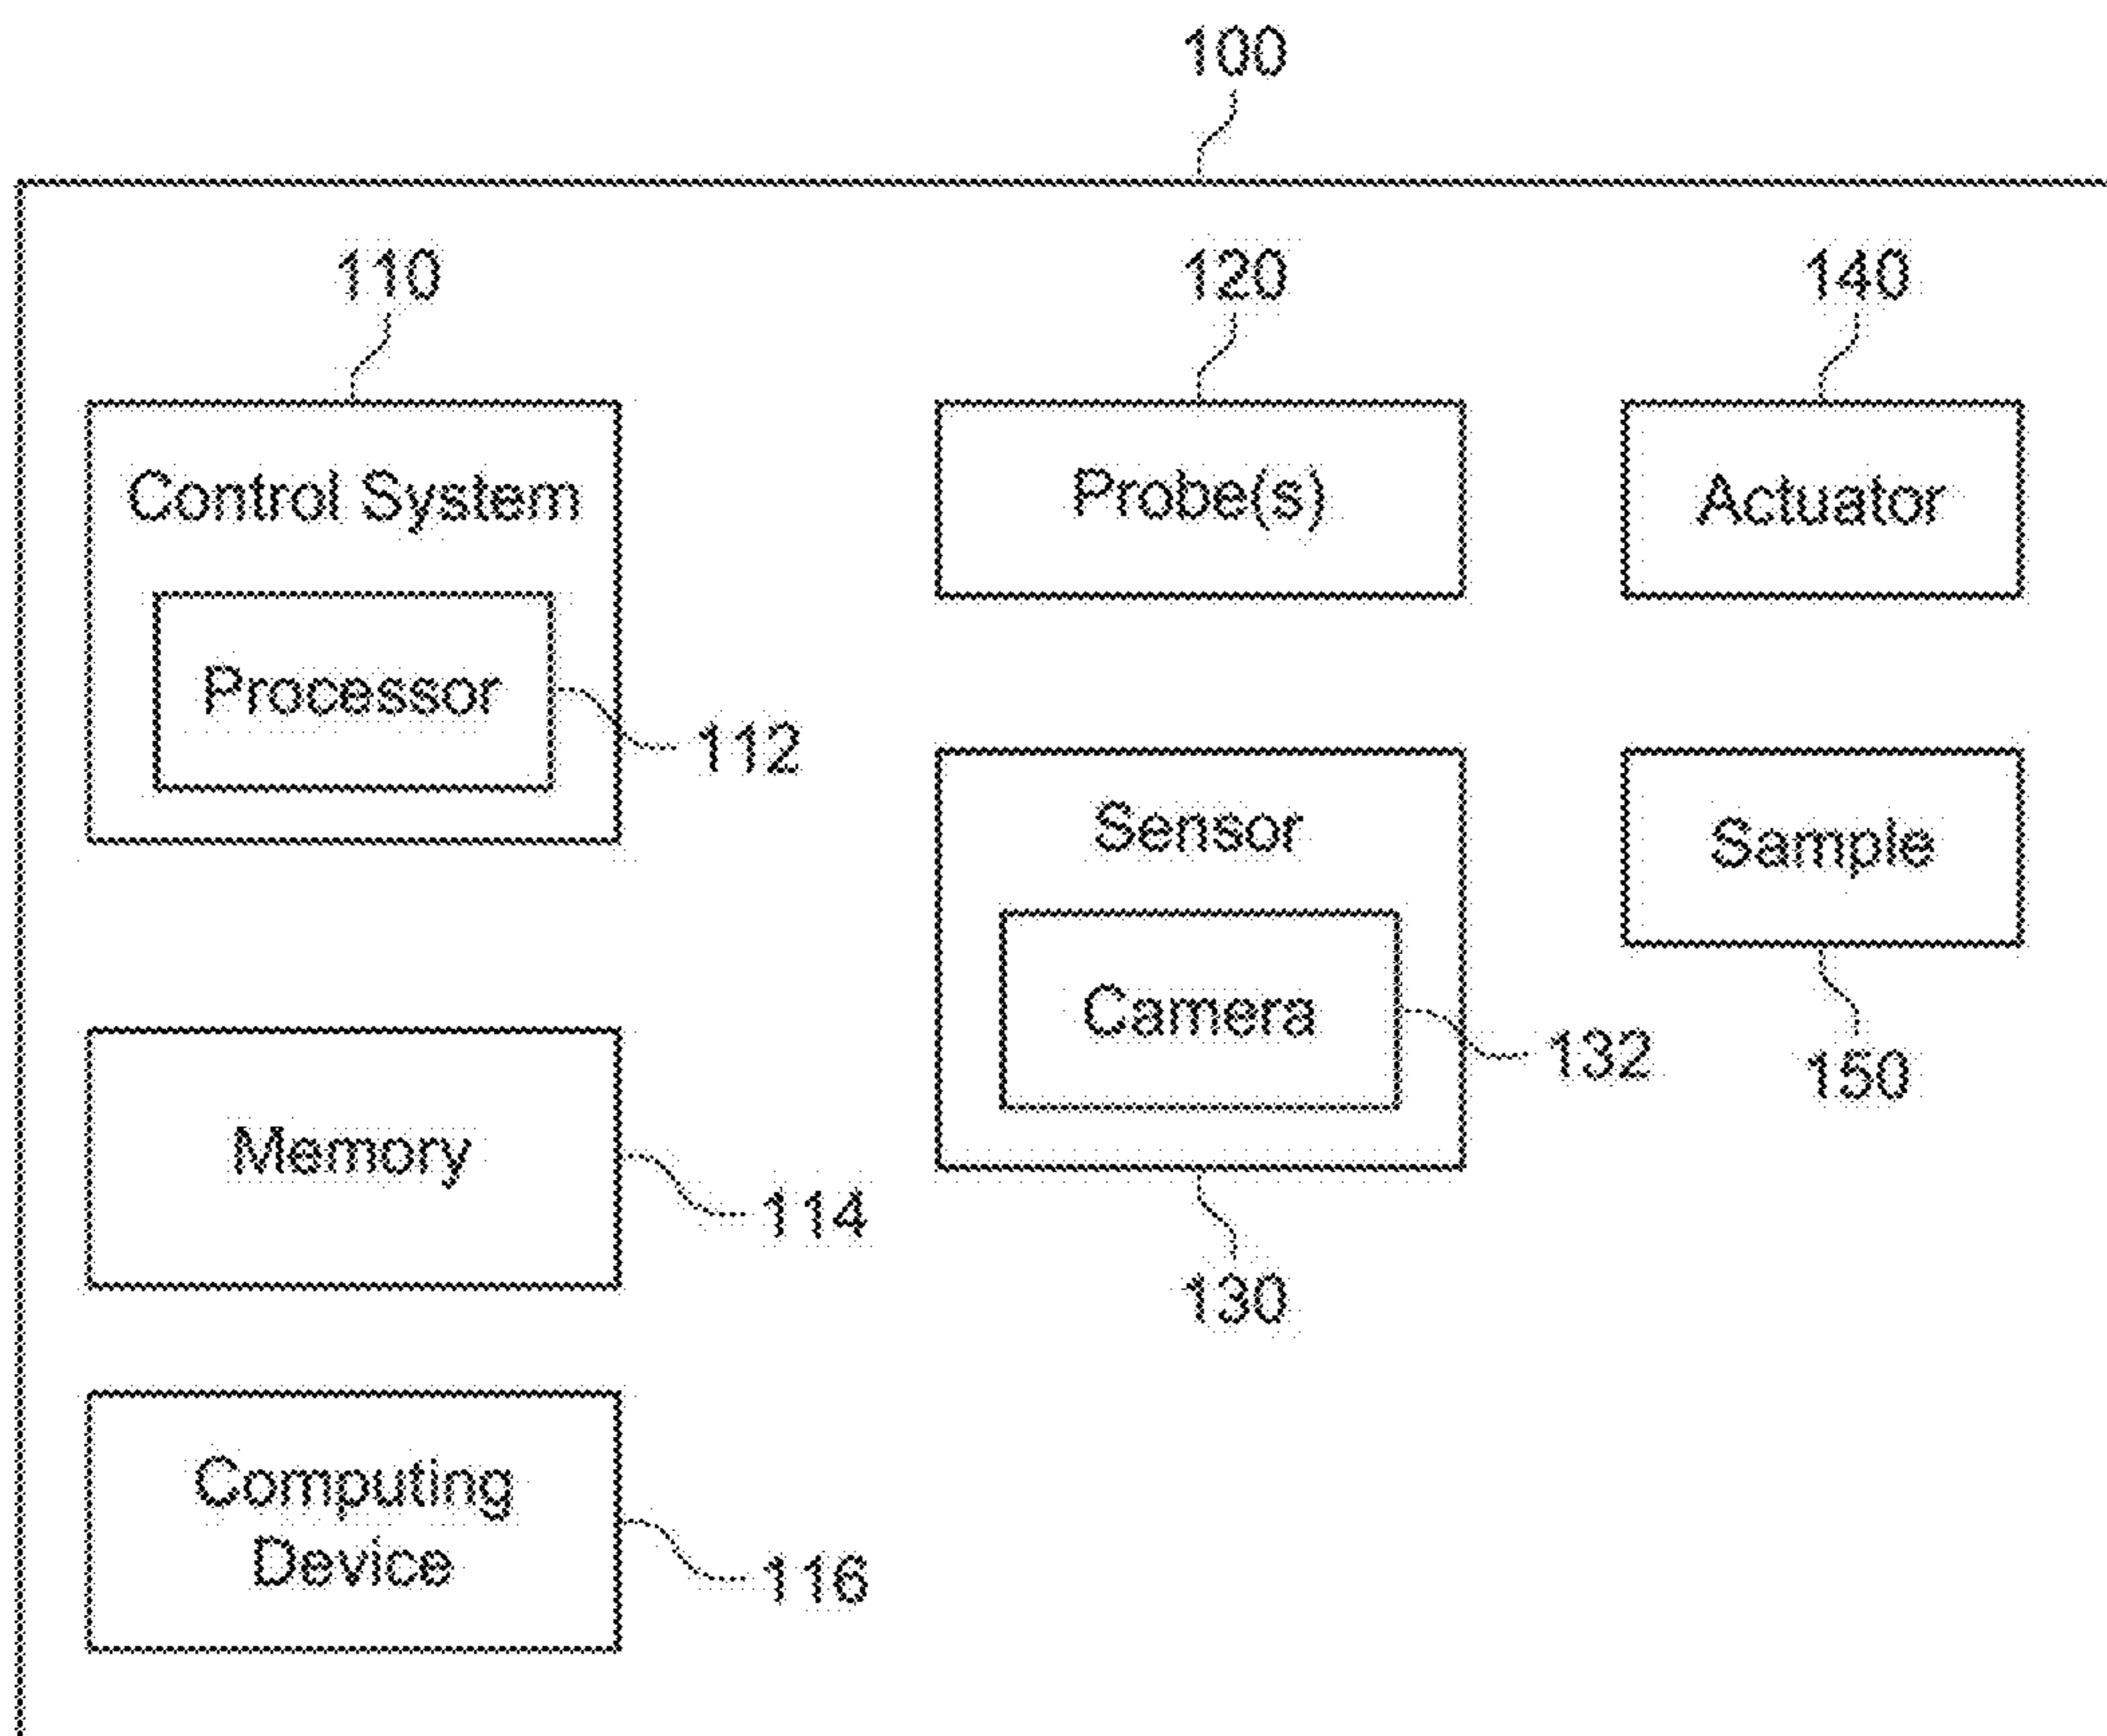 100
110
120
140
Control System
Probe(s)
Actuator
Processor
112
Sensor
Sample
Camera
132
150
Memory
114
130
Computing
Device
116